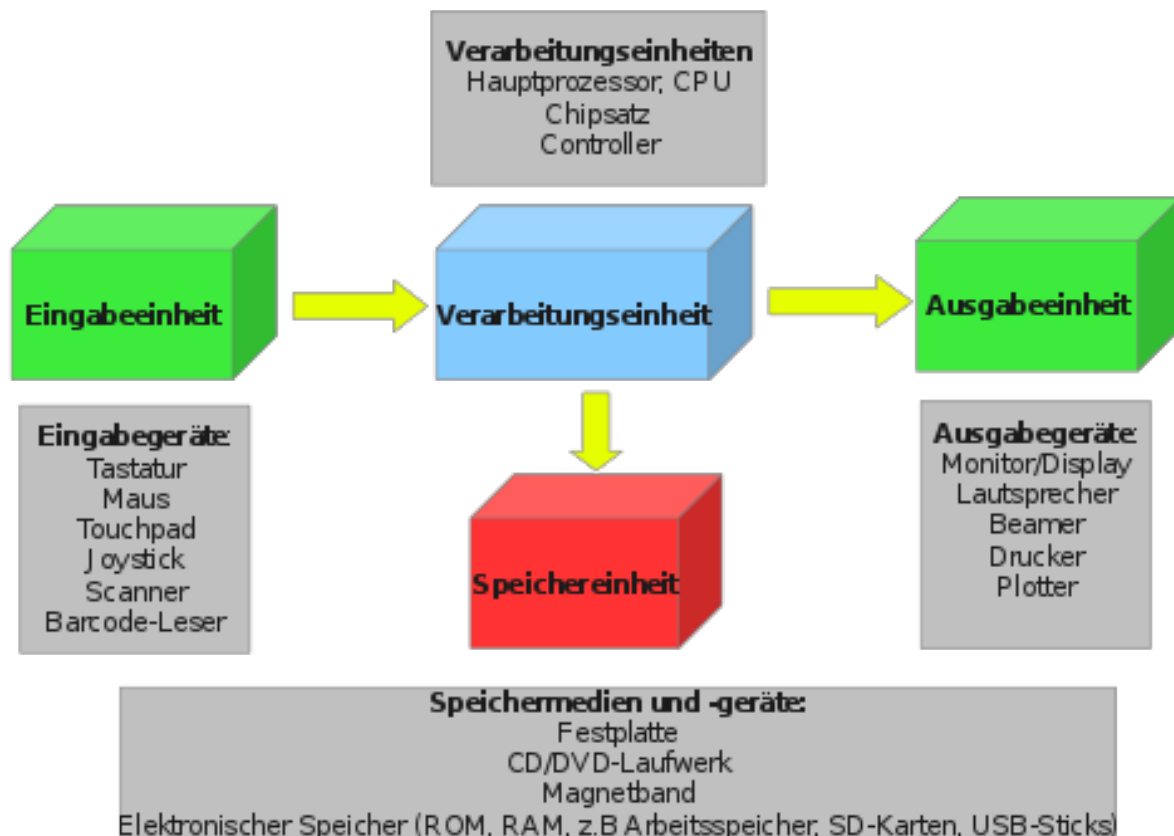 Verarbeitungseinheiten
Hauptprozessor, CPU
Chipsatz
Controller
Eingabeeinheit
Verarbeitungseinheit
Ausgabeeinheit
Eingabegeräte:
Tastatur
Maus
Touchpad
Joystick
Scanner
Barcode-Leser
Speichereinheit
Ausgabegeräte:
Monitor/Display
Lautsprecher
Beamer
Drucker
Plotter
Speichermedien und -geräte:
Festplatte
CD/DVD-Laufwerk
Magnetband
Elektronischer Speicher (ROM, RAM, z.B Arbeitsspeicher, SD-Karten, USB-Sticks)